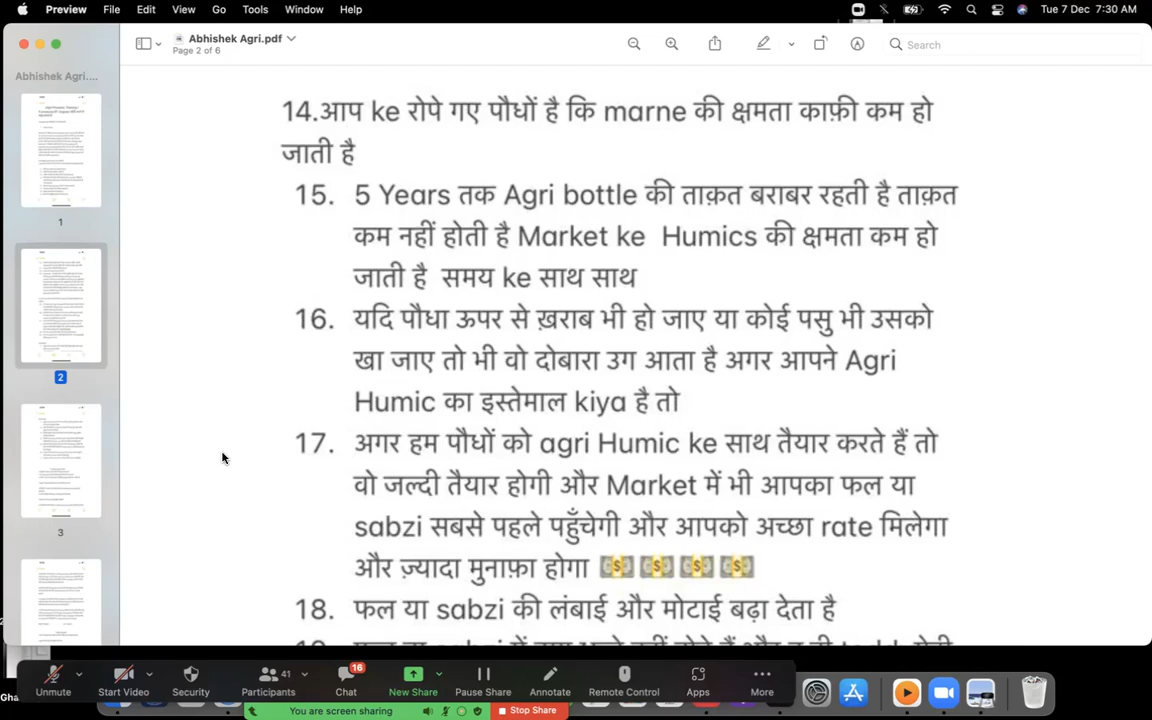 Preview File Edit View Go Tools Window Help Tue 7 Dec 7:30 AM
Abhishek Agri.pdf
Page 2 of 6
Search
Abhishek Agri....
1
2
3
14.आप ke रोपे गए पौधों है कि marne की क्षमता काफ़ी कम हो
जाती है
15. 5 Years तक Agri bottle की ताक़त बराबर रहती है ताक़त
कम नहीं होती है Market ke Humics की क्षमता कम हो
जाती है समय ke साथ साथ
16. यदि पौधा ऊपर से ख़राब भी हो जाए या कोई पसु भी उसको
खा जाए तो भी वो दोबारा उग आता है अगर आपने Agri
Humic का इस्तेमाल kiya है तो
17. अगर हम पौधों को agri Humic ke साथ तैयार करते हैं तो
वो जल्दी तैयार होगी और Market में भी आपका फल या
sabzi सबसे पहले पहुँचेगी और आपको अच्छा rate मिलेगा
और ज़्यादा मुनाफ़ा होगा 💵 💵 💵 💵
18. फल या sabzi की लंबाई और मोटाई बढ़ा देता है
41 16
Unmute Start Video Security Participants Chat New Share Pause Share Annotate Remote Control Apps More
You are screen sharing Stop Share